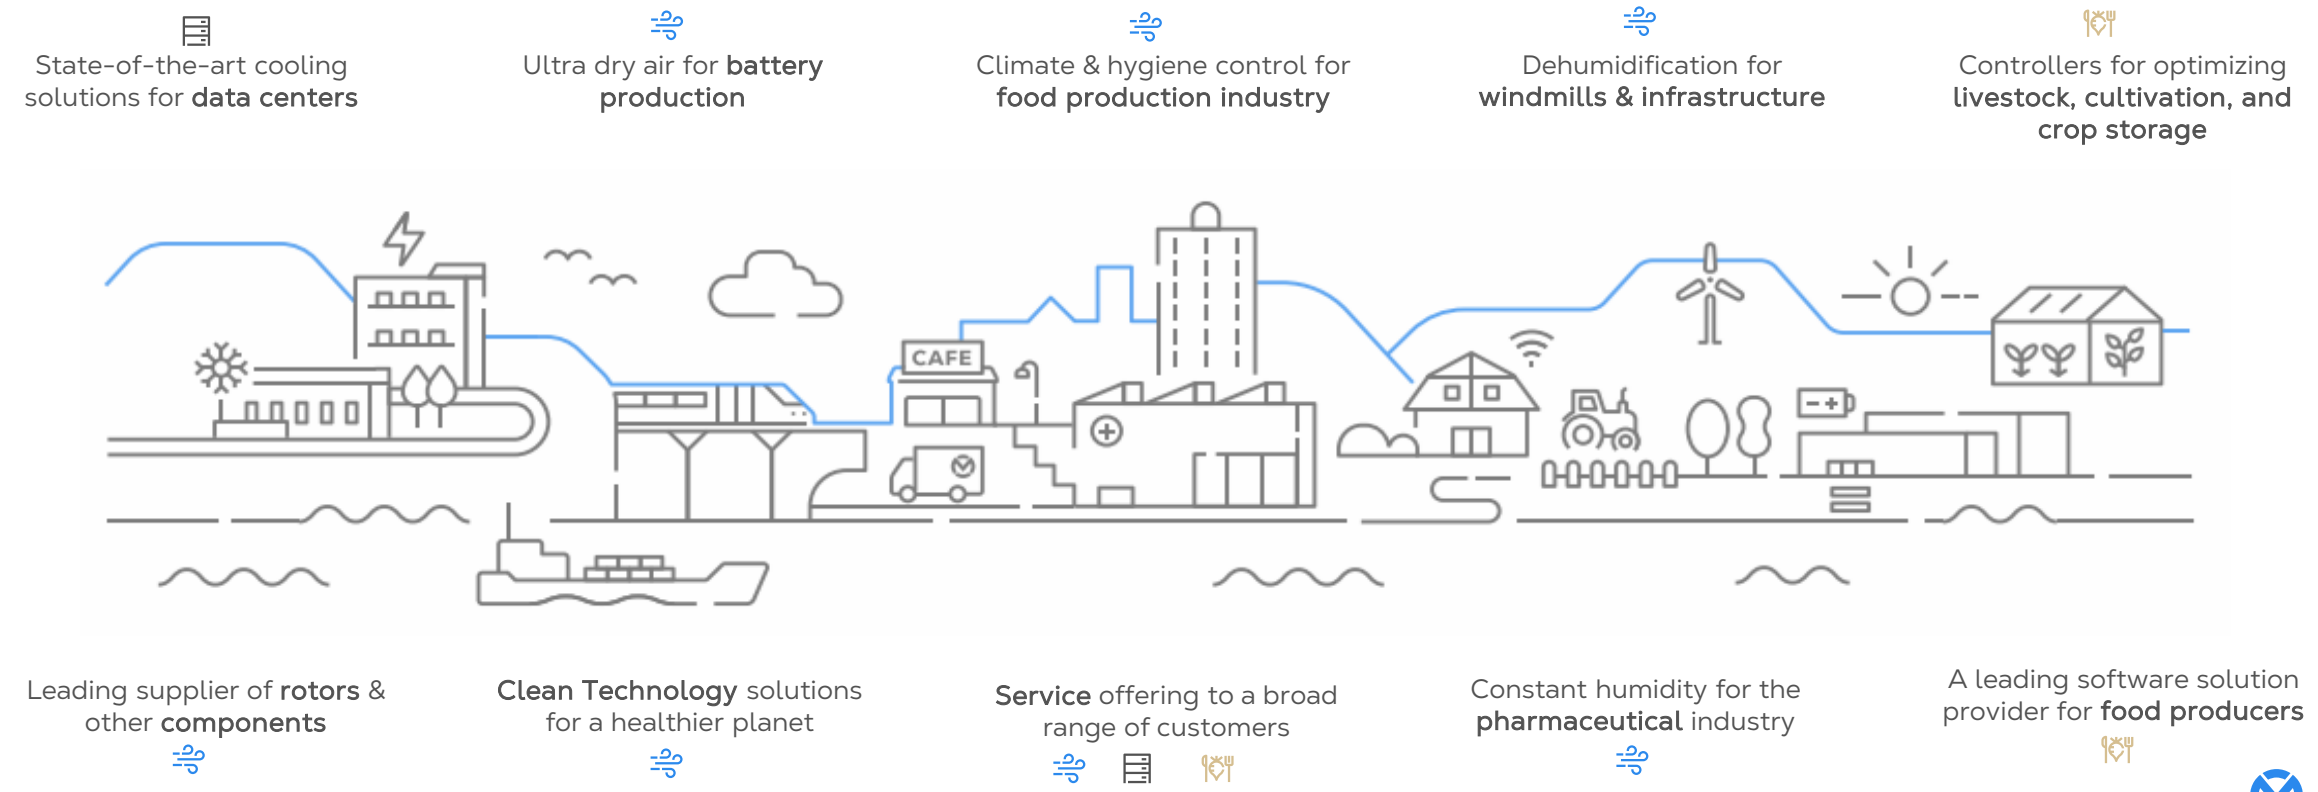 State-of-the-art cooling
solutions for data centers
Ultra dry air for battery
production
Climate & hygiene control for
food production industry
Dehumidification for
windmills & infrastructure
Controllers for optimizing
livestock, cultivation, and
crop storage
CAFE
Leading supplier of rotors &
other components
Clean Technology solutions
for a healthier planet
Service offering to a broad
range of customers
Constant humidity for the
pharmaceutical industry
A leading software solution
provider for food producers